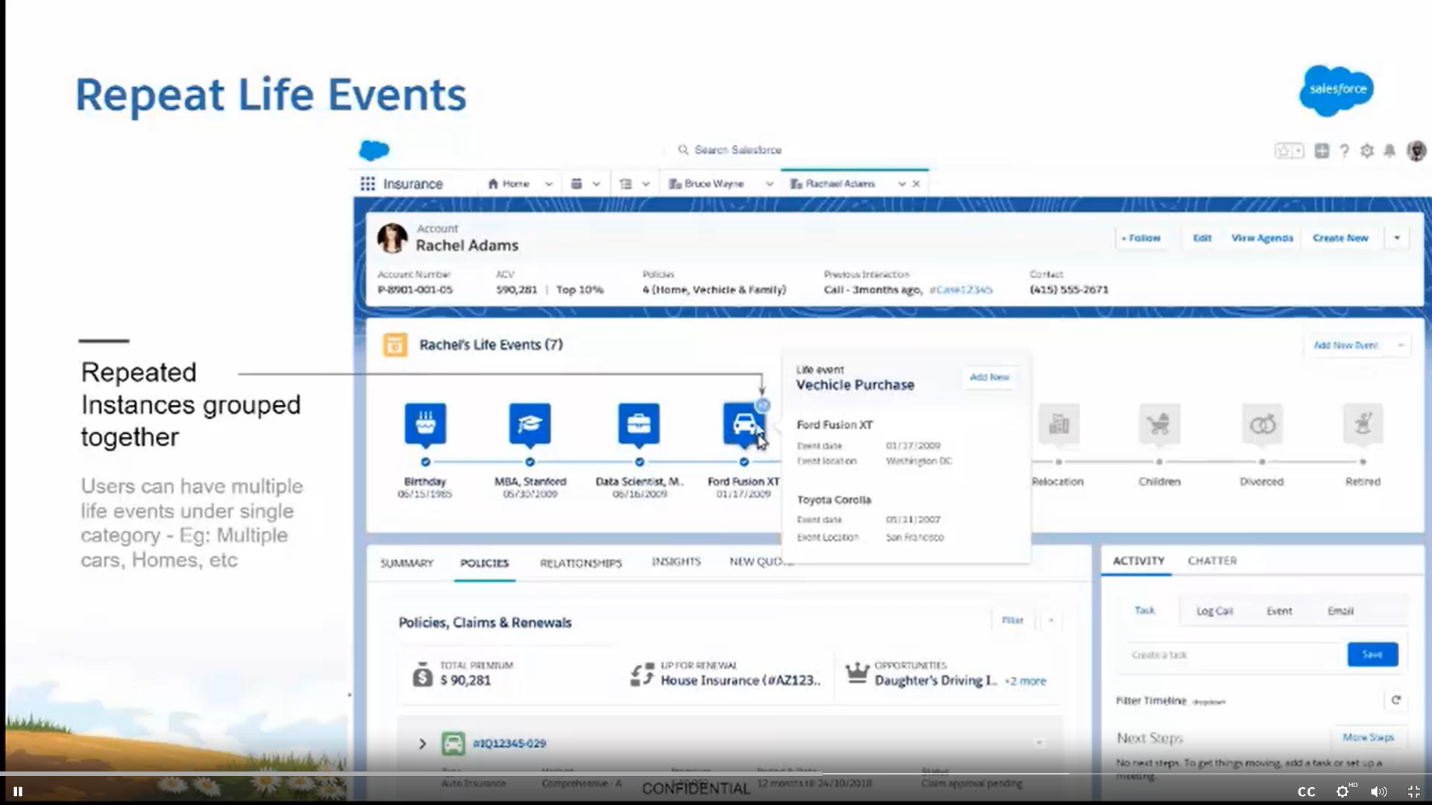 Repeat Life Events
salesforce
Search Salesforce
Insurance
Home
Bruce Wayne
Rachael Adams
Account
Rachel Adams
+ Follow
Edit
View Agenda
Create New
Account Number
ACV
Policies
Previous Interaction
Contact
P-8901-001-05
$90,281 | Top 10%
4 (Home, Vechicle & Family)
Call - 3months ago, #Case12345
(415) 555-2671
Rachel's Life Events (7)
Add New Event
Repeated
Instances grouped
together
Users can have multiple
life events under single
category - Eg: Multiple
cars, Homes, etc
Life event
Vechicle Purchase
Add New
Ford Fusion XT
Event date 01/17/2009
Event location Washington DC
Toyota Corolla
Event date 05/11/2007
Event Location San Francisco
Birthday
06/15/1985
MBA, Stanford
05/30/2009
Data Scientist, M..
06/16/2009
Ford Fusion XT
01/17/2009
Relocation
Children
Divorced
Retired
SUMMARY
POLICIES
RELATIONSHIPS
INSIGHTS
NEW QUO
ACTIVITY
CHATTER
Policies, Claims & Renewals
Filter
Task
Log Call
Event
Email
Create a task
Save
TOTAL PREMIUM
$ 90,281
UP FOR RENEWAL
House Insurance (#AZ123..
OPPORTUNITIES
Daughter's Driving I.. +2 more
Filter Timeline dropdown
Next Steps
More Steps
No next steps. To get things moving, add a task or set up a
meeting.
#IQ12345-029
Status
Auto Insurance
Comprehensive - A
12 months till 24/10/2018
Claim approval pending
CONFIDENTIAL
CC
HD